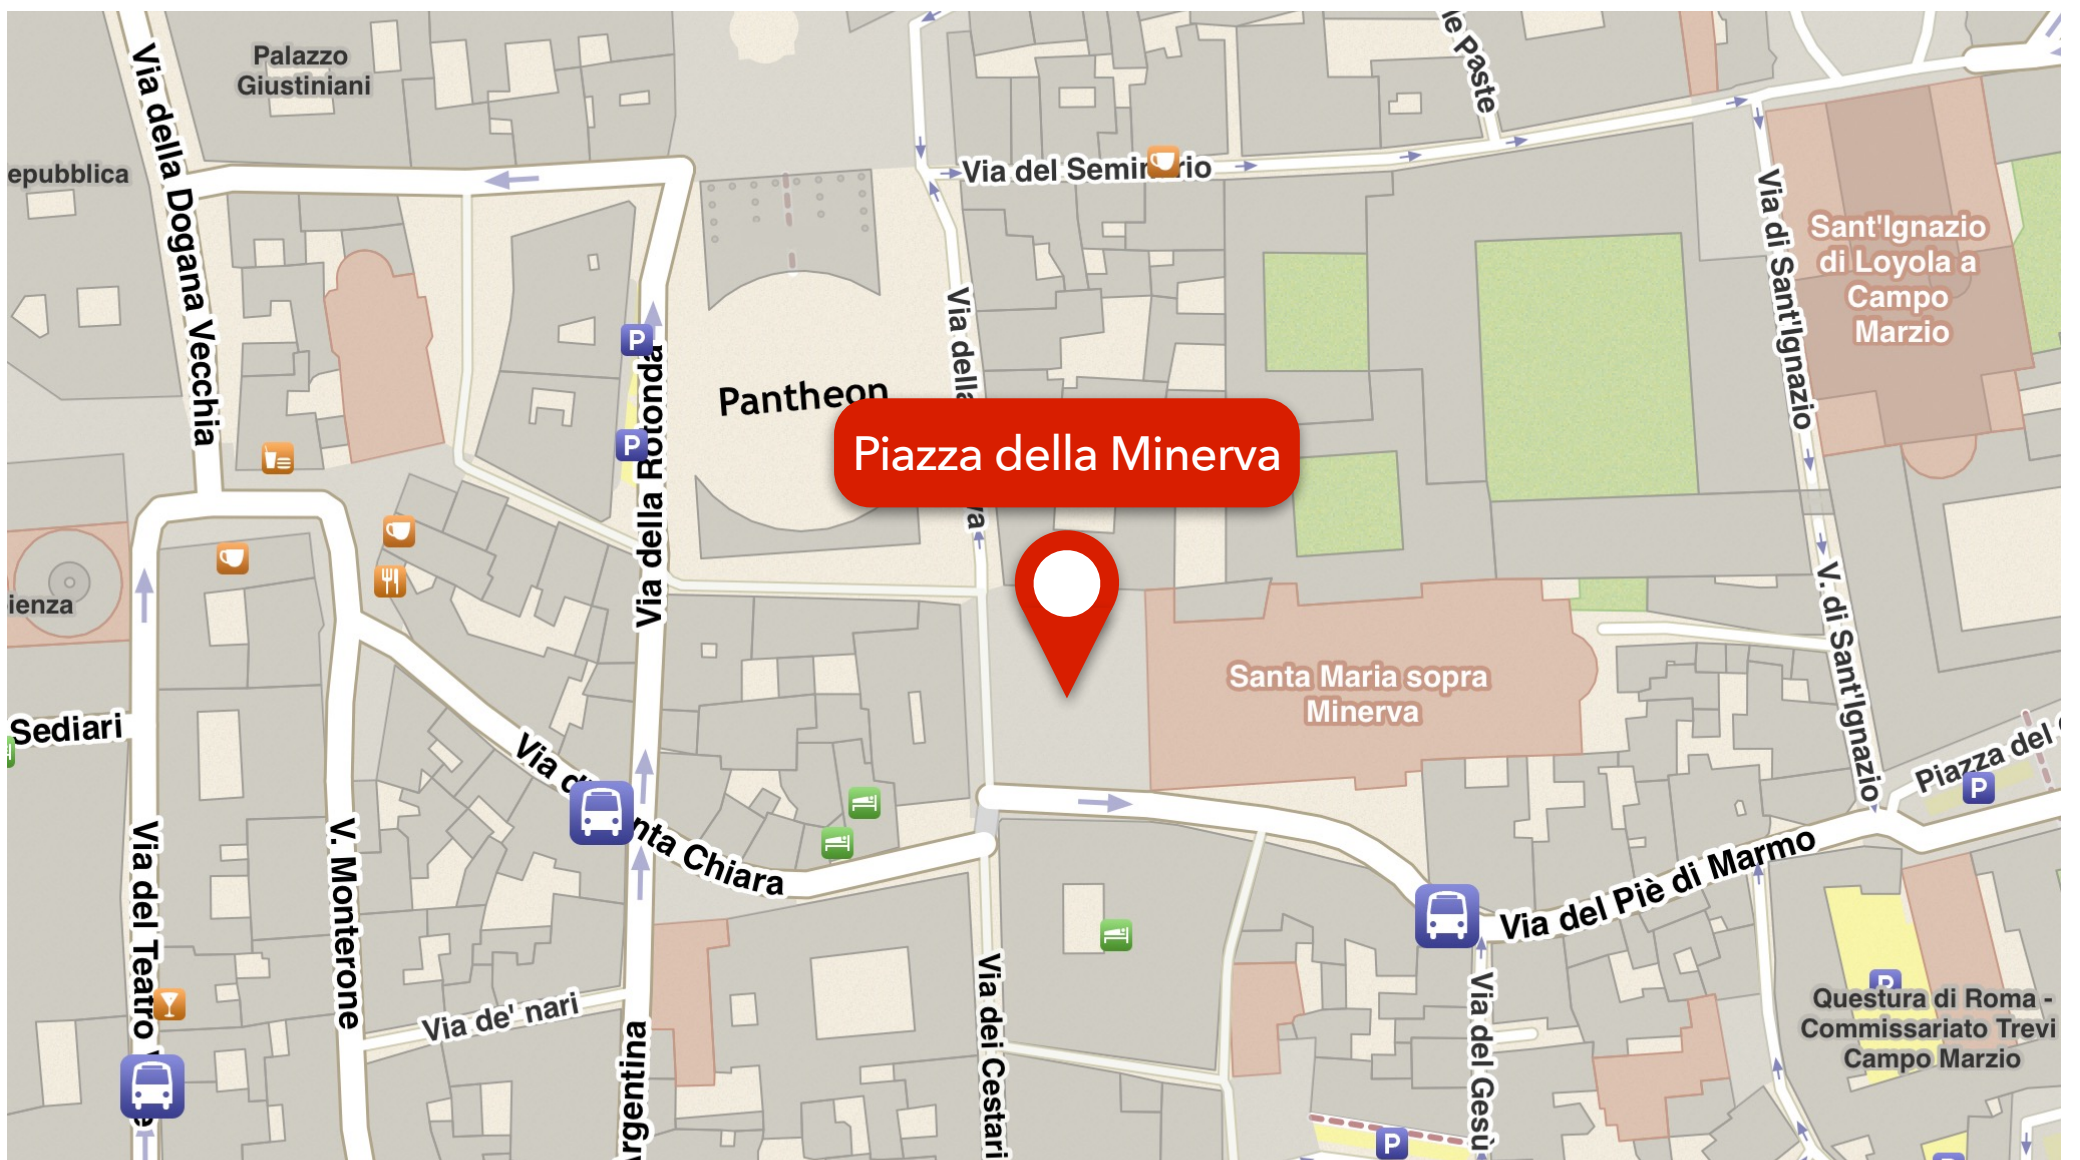 Palazzo
Giustiniani
Via della Dogana Vecchia
epubblica
le Paste
Via del Seminario
Via di Sant'Ignazio
Sant'Ignazio
di Loyola a
Campo
Marzio
Via della
va
P
Via della Rotonda
P
Pantheon
Piazza della Minerva
ienza
V. di Sant'Ignazio
Santa Maria sopra
Minerva
Sediari
Piazza del
P
Via d
nta Chiara
Via del Piè di Marmo
Via del Teatro
V. Monterone
Via de' nari
Argentina
Via dei Cestari
Via del Gesù
P
Questura di Roma -
Commissariato Trevi
Campo Marzio
P